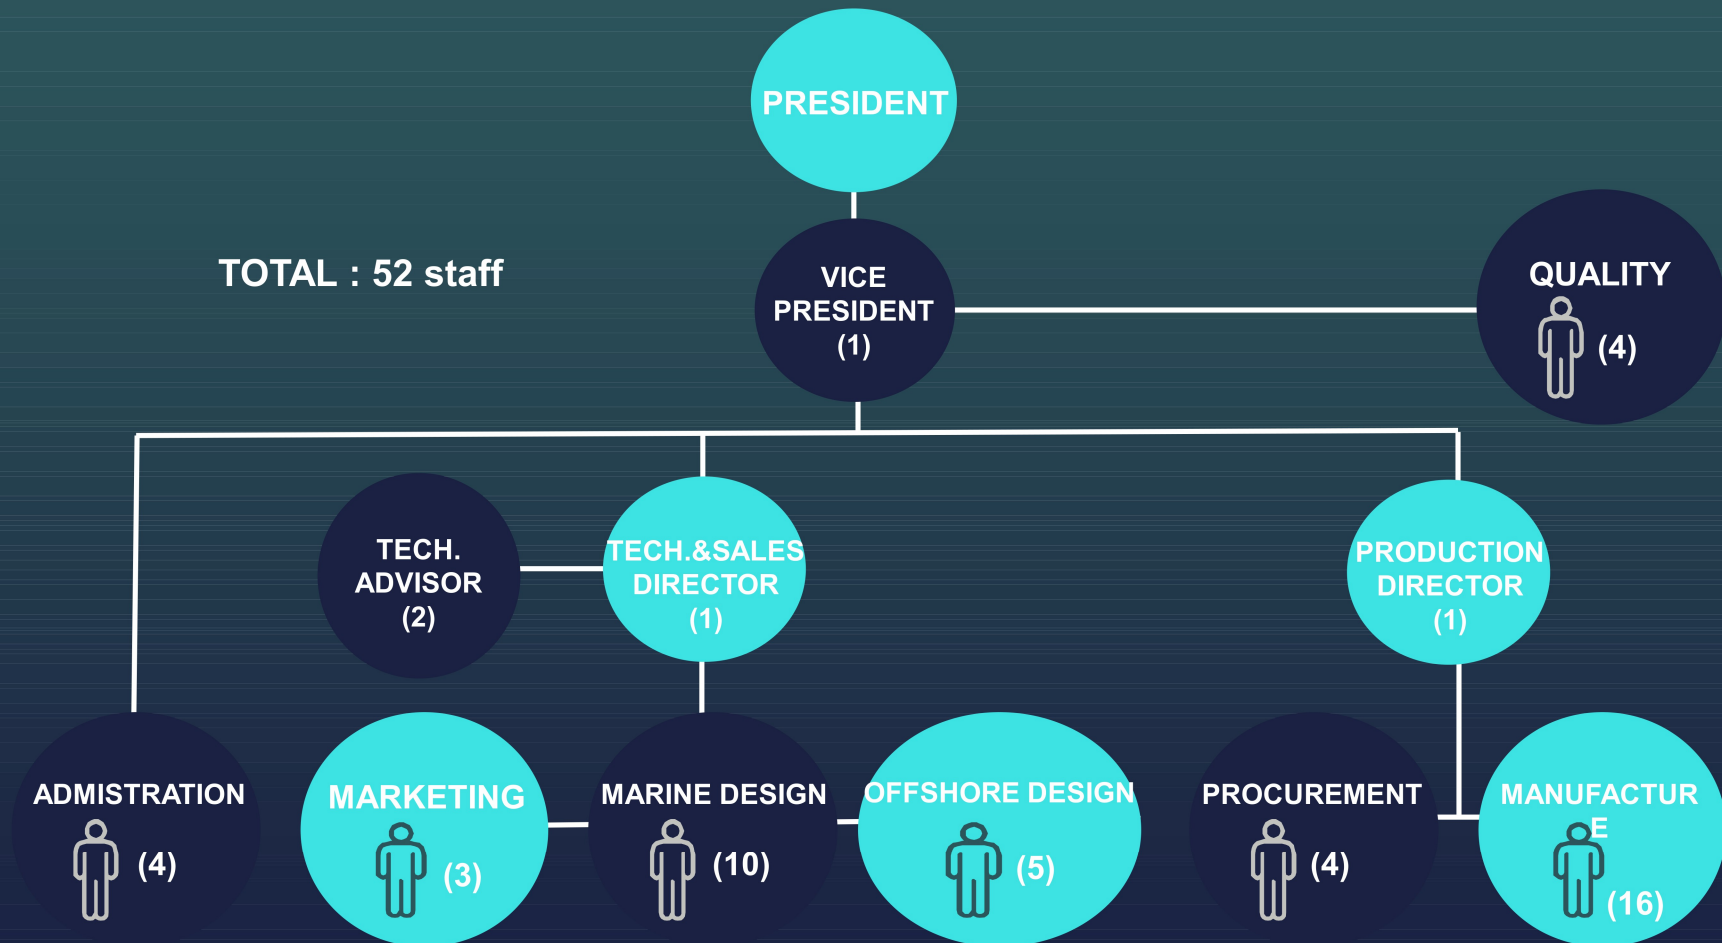 PRESIDENT
TOTAL : 52 staff
VICE
PRESIDENT
(1)
QUALITY
(4)
TECH.
ADVISOR
(2)
TECH.&SALES
DIRECTOR
(1)
PRODUCTION
DIRECTOR
(1)
ADMISTRATION
(4)
MARKETING
(3)
MARINE DESIGN
(10)
OFFSHORE DESIGN
(5)
PROCUREMENT
(4)
MANUFACTUR
E
(16)